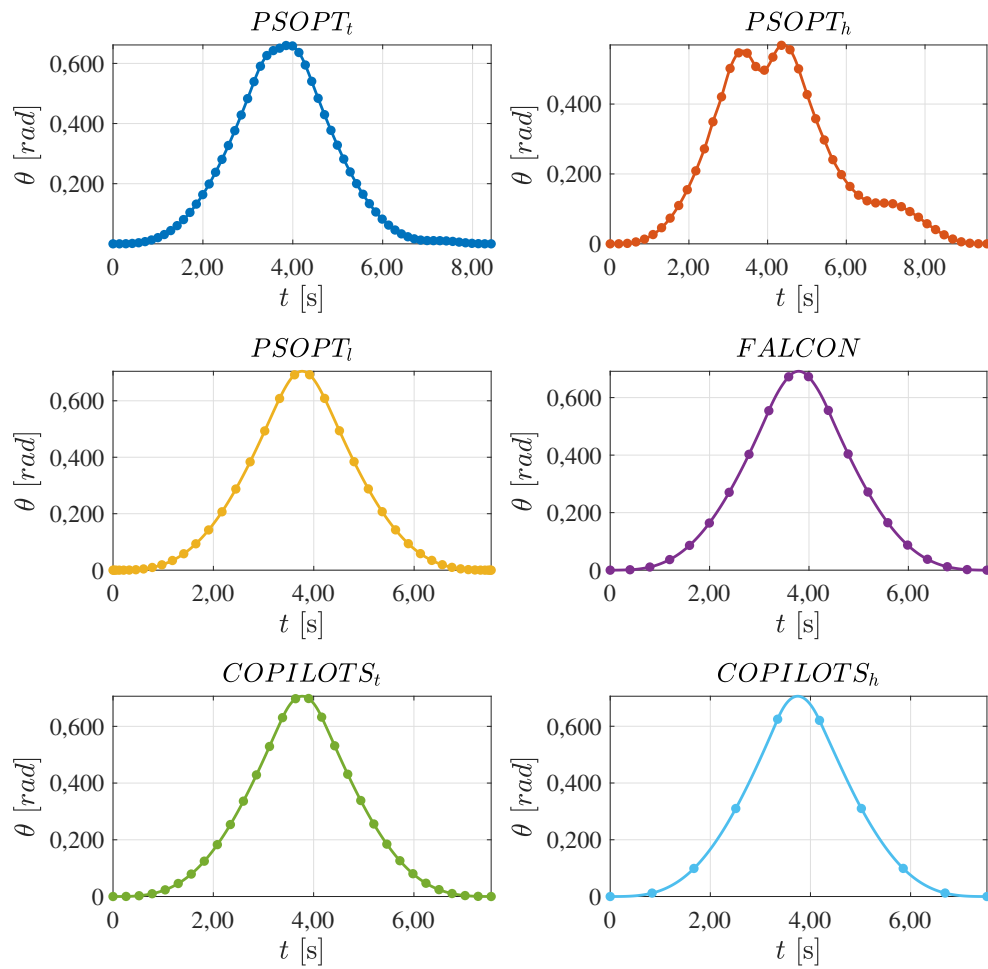 PSOPT_t
0,600
0,400
0,200
0
θ [rad]
0 2,00 4,00 6,00 8,00
t [s]
PSOPT_h
0,400
0,200
0
θ [rad]
0 2,00 4,00 6,00 8,00
t [s]
PSOPT_l
0,600
0,400
0,200
0
θ [rad]
0 2,00 4,00 6,00
t [s]
FALCON
0,600
0,400
0,200
0
θ [rad]
0 2,00 4,00 6,00
t [s]
COPILOTS_t
0,600
0,400
0,200
0
θ [rad]
0 2,00 4,00 6,00
t [s]
COPILOTS_h
0,600
0,400
0,200
0
θ [rad]
0 2,00 4,00 6,00
t [s]